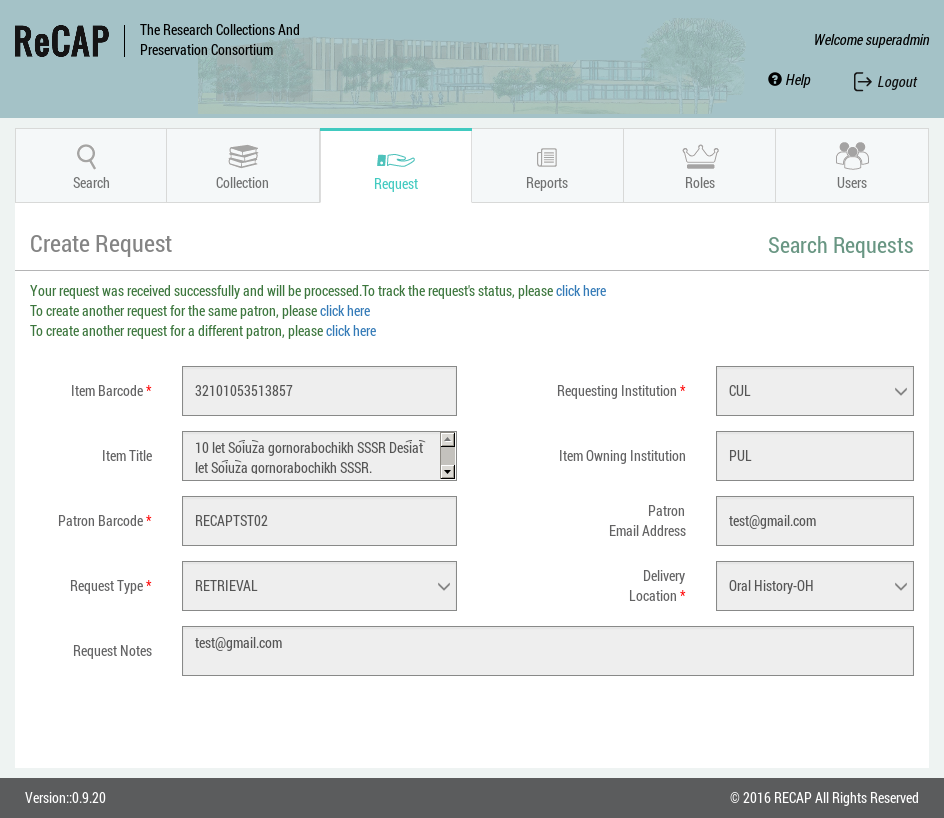 ReCAP
The Research Collections And
Preservation Consortium
Welcome superadmin
Help
Logout
Search
Collection
Request
Reports
Roles
Users
Create Request
Search Requests
Your request was received successfully and will be processed.To track the request's status, please click here
To create another request for the same patron, please click here
To create another request for a different patron, please click here
Item Barcode *
32101053513857
Requesting Institution *
CUL
Item Title
10 let Soi͡uza gornorabochikh SSSR Desi͡atʹ
let Soi͡uza gornorabochikh SSSR.
Item Owning Institution
PUL
Patron Barcode *
RECAPTST02
Patron
Email Address
test@gmail.com
Request Type *
RETRIEVAL
Delivery
Location *
Oral History-OH
Request Notes
test@gmail.com
Version::0.9.20
© 2016 RECAP All Rights Reserved